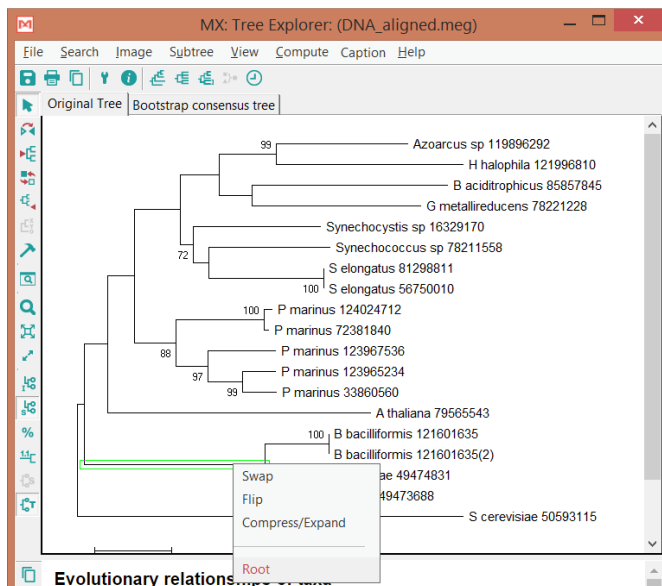 MX: Tree Explorer: (DNA_aligned.meg)
File Search Image Subtree View Compute Caption Help
Original Tree Bootstrap consensus tree
99 Azoarcus sp 119896292
H halophila 121996810
B aciditrophicus 85857845
G metallireducens 78221228
Synechocystis sp 16329170
72 Synechococcus sp 78211558
S elongatus 81298811
100 S elongatus 56750010
100 P marinus 124024712
P marinus 72381840
88 P marinus 123967536
97 P marinus 123965234
99 P marinus 33860560
A thaliana 79565543
100 B bacilliformis 121601635
B bacilliformis 121601635(2)
ae 49474831
49473688
S cerevisiae 50593115
Swap
Flip
Compress/Expand
Root
Evolutionary relationships of taxa